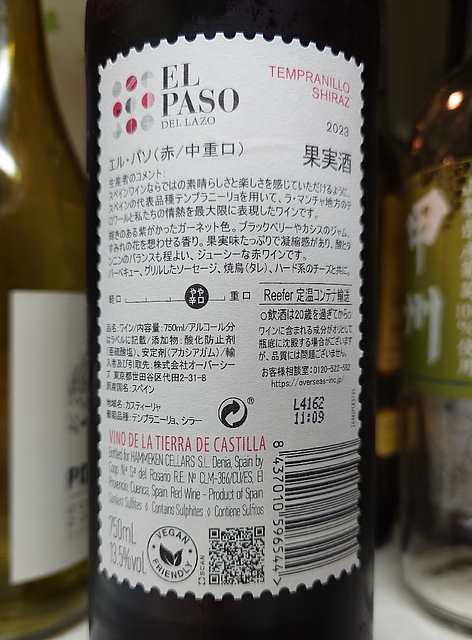 EL
PASO
DEL LAZO
TEMPRANILLO
SHIRAZ
2023
エル・パソ(赤/中重口)
果実酒
生産者のコメント:
スペインワインならではの素晴らしさと楽しさを感じていただけるように、
スペインの代表品種テンプラニーリョを用いて、ラ・マンチャ地方のテ
ロワールと私たちの情熱を最大限に表現したワインです。
輝きのある紫がかったガーネット色。ブラックベリーやカシスのジャム、
すみれの花を想わせる香り。果実味たっぷりで凝縮感があり、酸とタ
ンニンのバランスも程よい、ジューシーな赤ワインです。
バーベキュー、グリルしたソーセージ、焼鳥(タレ)、ハード系のチーズと共に。
軽口
やや
辛口
重口
Reefer 定温コンテナ輸送
○飲酒は20歳を過ぎてから○
ワインに含まれる成分がオリとして
瓶底に沈殿する場合がございます
が、品質には問題ございません。
お客様相談室:0120-522-582
https://overseas-inc.jp/
品名:ワイン/内容量:750ml/アルコール分
はラベルに記載/添加物:酸化防止剤
(亜硫酸塩)、安定剤(アカシアガム)/輸
入者及び引取先:株式会社オーバーシー
ズ 東京都世田谷区代田2-31-8
原産国名:スペイン
地域名:カスティーリャ
葡萄品種:テンプラニーリョ、シラー
L4162
11:09
VINO DE LA TIERRA DE CASTILLA
Bottled for HAMMEKEN CELLARS S.L. Denia, Spain by
Coop. Nª Sª del Rosario R.E. Nº CLM-386/CU/ES, El
Provencio, Cuenca, Spain. Red Wine - Product of Spain
Contient Sulfites ◊ Contains Sulphites ◊ Contiene Sulfitos
750mL
13.5%vol.
VEGAN
FRIENDLY
SCAN
8 437010 596544
州